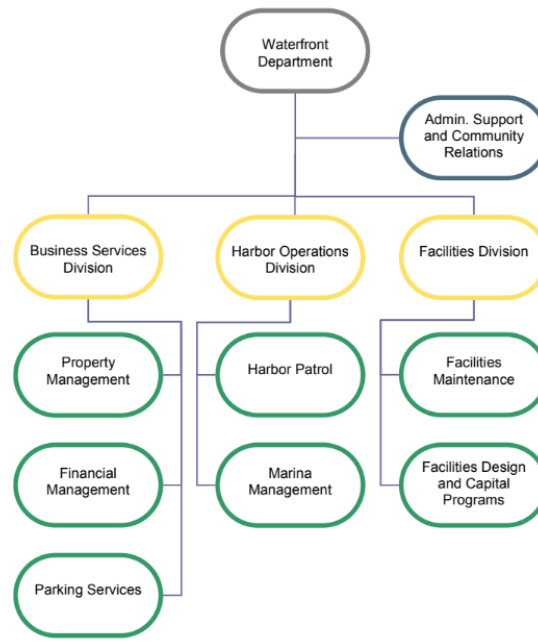 Waterfront
Department
Admin. Support
and Community
Relations
Business Services
Division
Harbor Operations
Division
Facilities Division
Property
Management
Harbor Patrol
Facilities
Maintenance
Financial
Management
Marina
Management
Facilities Design
and Capital
Programs
Parking Services